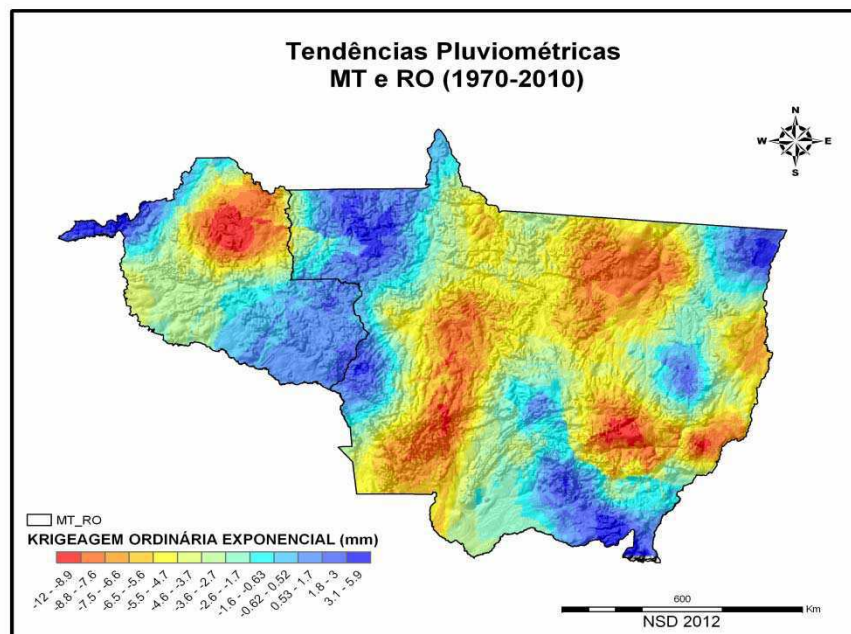 Tendências Pluviométricas
MT e RO (1970-2010)
N
W E
S
MT_RO
KRIGEAGEM ORDINÁRIA EXPONENCIAL (mm)
-12 - -8.9
-8.8 - -7.6
-7.5 - -6.6
-6.5 - -5.6
-5.5 - -4.7
-4.6 - -3.7
-3.6 - -2.7
-2.6 - -1.7
-1.6 - -0.63
-0.62 - 0.52
0.53 - 1.7
1.8 - 3
3.1 - 5.9
600
Km
NSD 2012